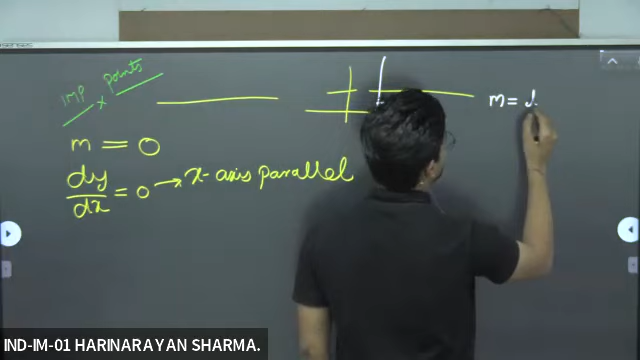 IMP points
m = 0
dy/dx = 0 → x-axis parallel
m = d
IND-IM-01 HARINARAYAN SHARMA.